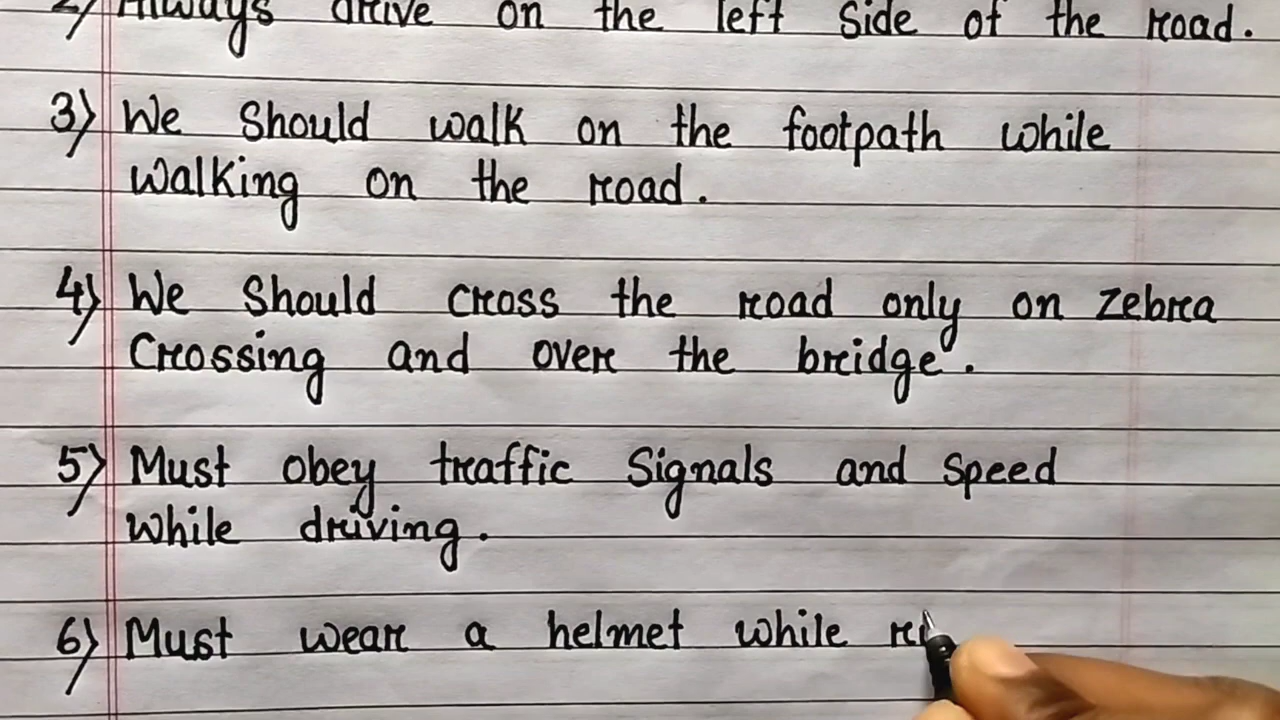 2) Always drive on the left side of the road.
3) We should walk on the footpath while
walking on the road.
4) We should cross the road only on zebra
crossing and over the bridge.
5) Must obey traffic signals and speed
while driving.
6) Must wear a helmet while ri